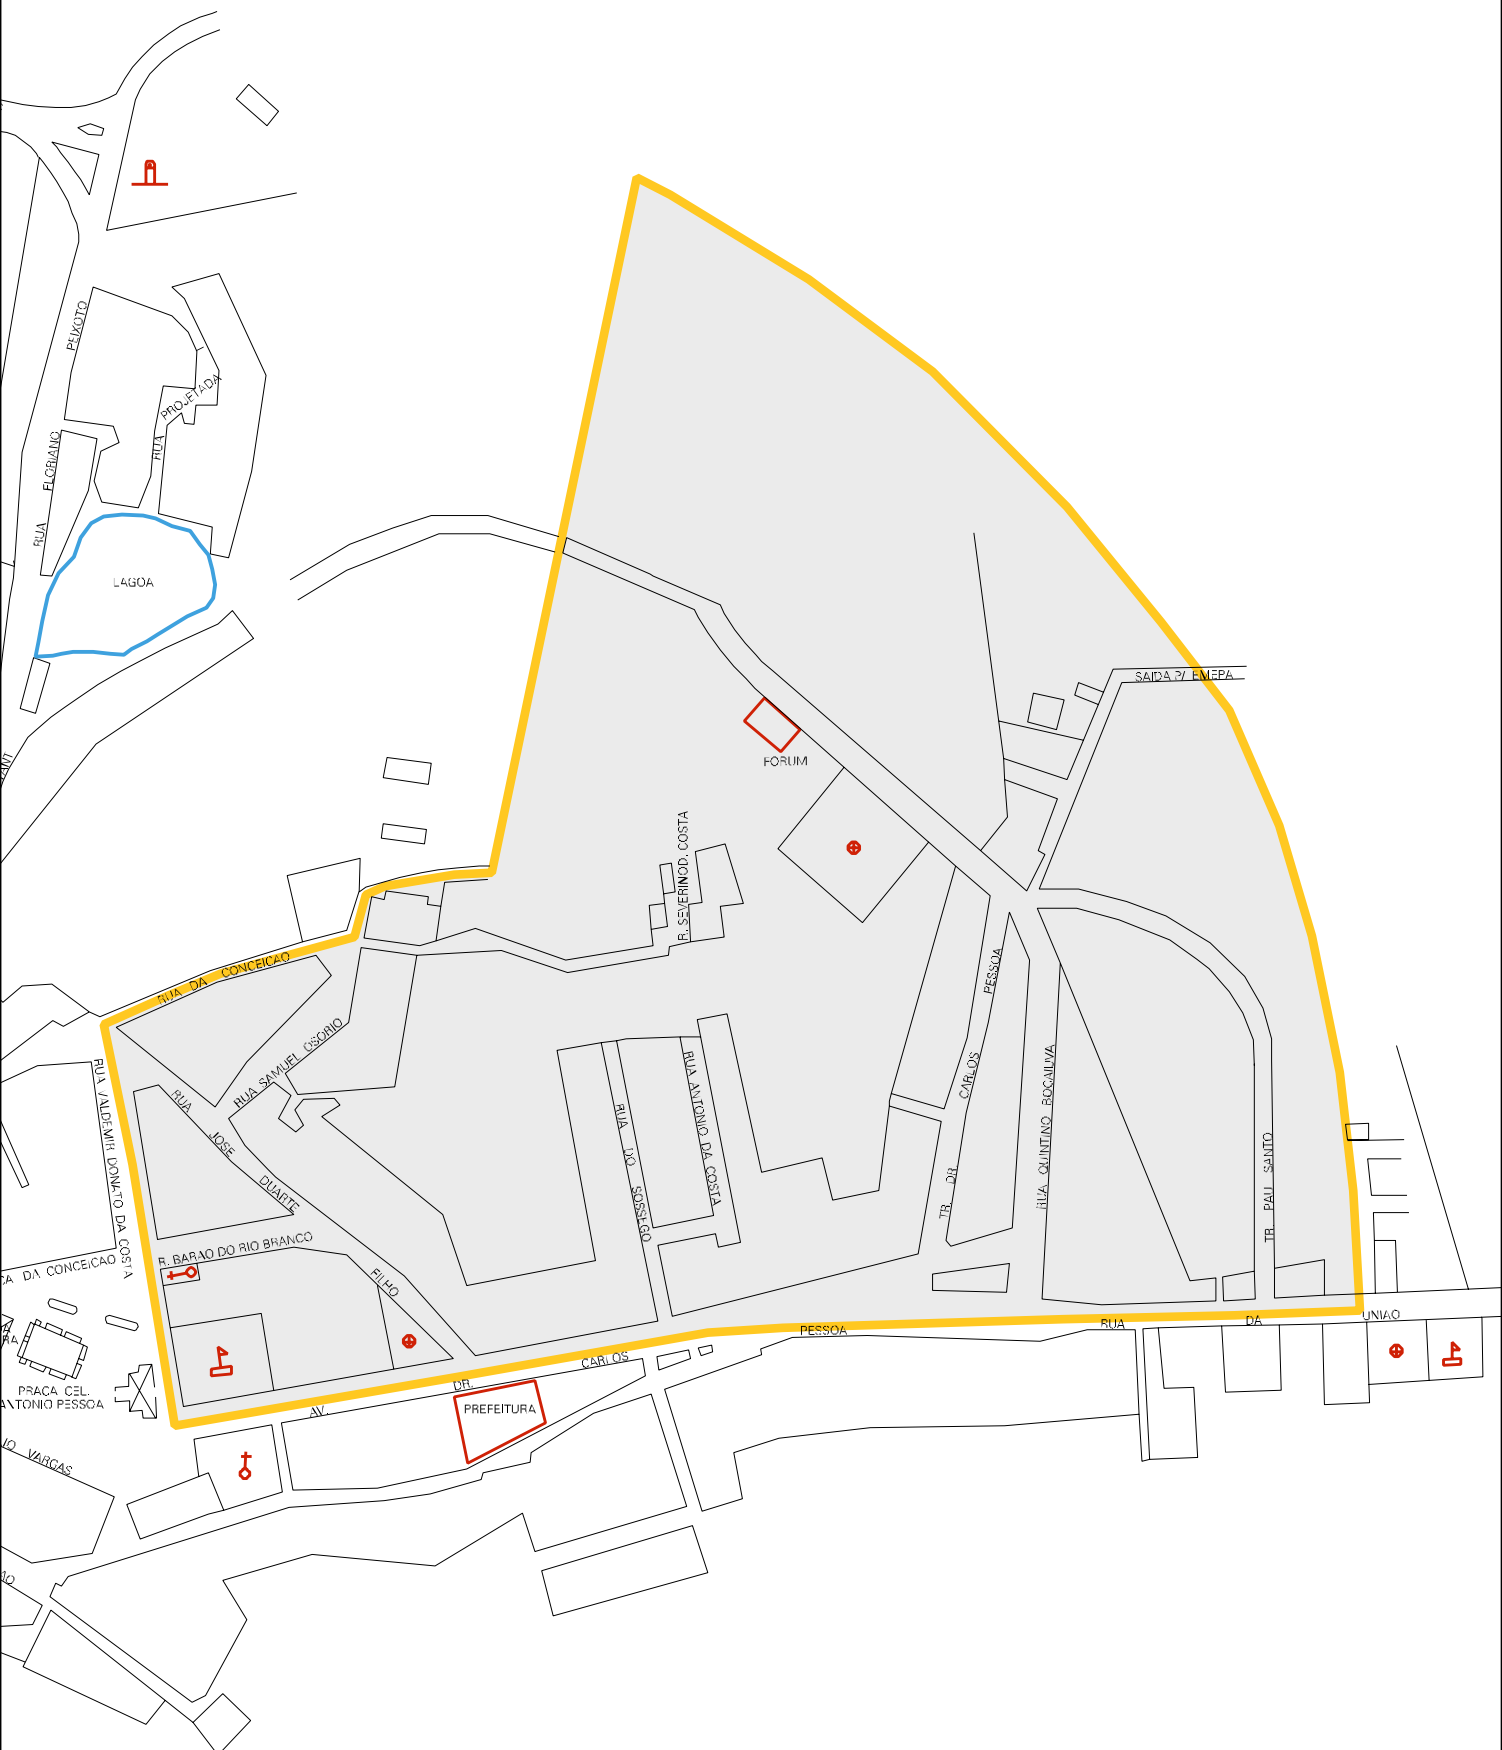 PEIXOTO
PROJETADA
RUA
FLORIANO
RUA
LAGOA
SAIDA P/ EMEPA
FORUM
R. SEVERINO D. COSTA
RUA DA CONCEICAO
PESSOA
CARLOS
TR. DR.
RUA SAMUEL OSORIO
RUA QUINTINO BOCAIUVA
RUA ANTONIO DA COSTA
RUA DO SOSSEGO
RUA JOSE DUARTE FILHO
RUA VALDEMIR DONATO DA COSTA
TR PAU SANTO
R. BARAO DO RIO BRANCO
CA DA CONCEICAO
RA
PRACA CEL.
ANTONIO PESSOA
AV. DR. CARLOS PESSOA
RUA DA UNIAO
PREFEITURA
VARGAS